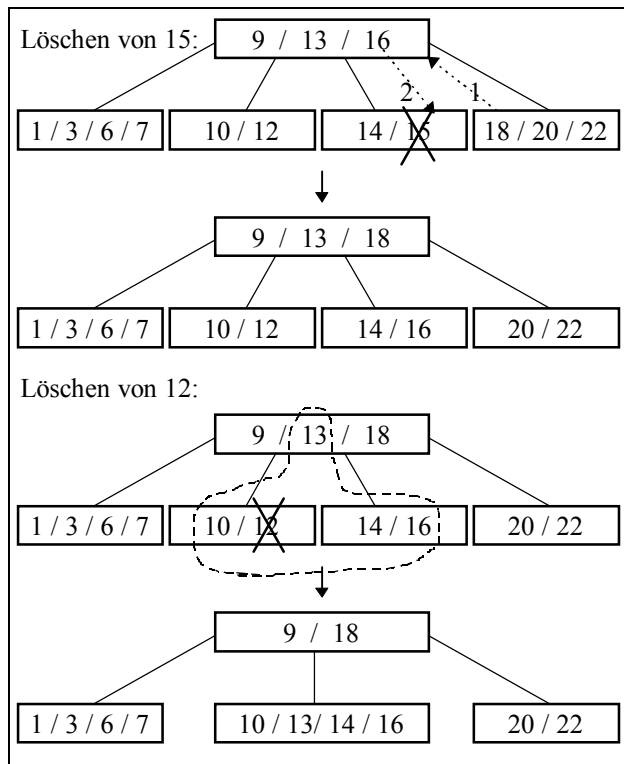 Löschen von 15: 9 / 13 / 16
2 1
1 / 3 / 6 / 7 10 / 12 14 / 15 18 / 20 / 22
9 / 13 / 18
1 / 3 / 6 / 7 10 / 12 14 / 16 20 / 22
Löschen von 12:
9 / 13 / 18
1 / 3 / 6 / 7 10 / 12 14 / 16 20 / 22
9 / 18
1 / 3 / 6 / 7 10 / 13/ 14 / 16 20 / 22